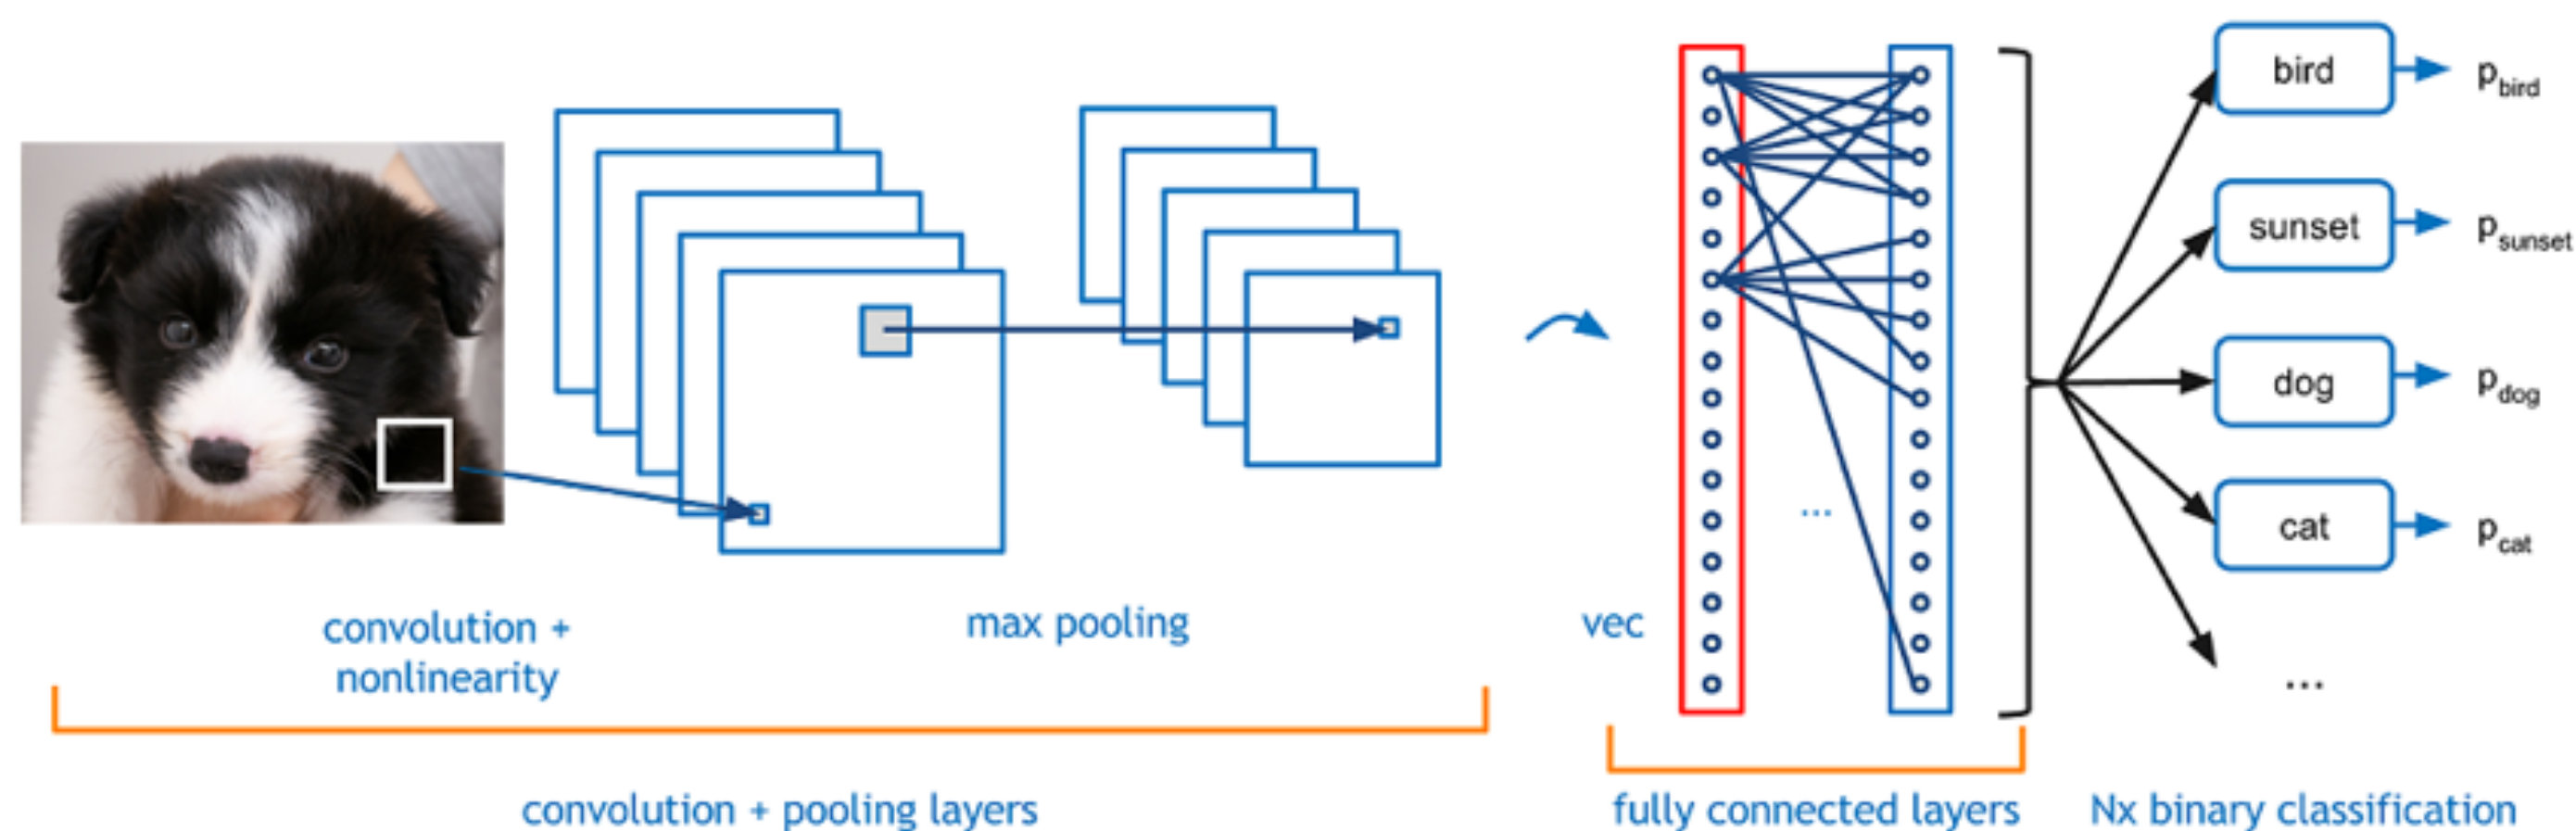 bird
p_bird
sunset
p_sunset
dog
p_dog
cat
p_cat
...
...
convolution +
nonlinearity
max pooling
vec
convolution + pooling layers
fully connected layers
Nx binary classification